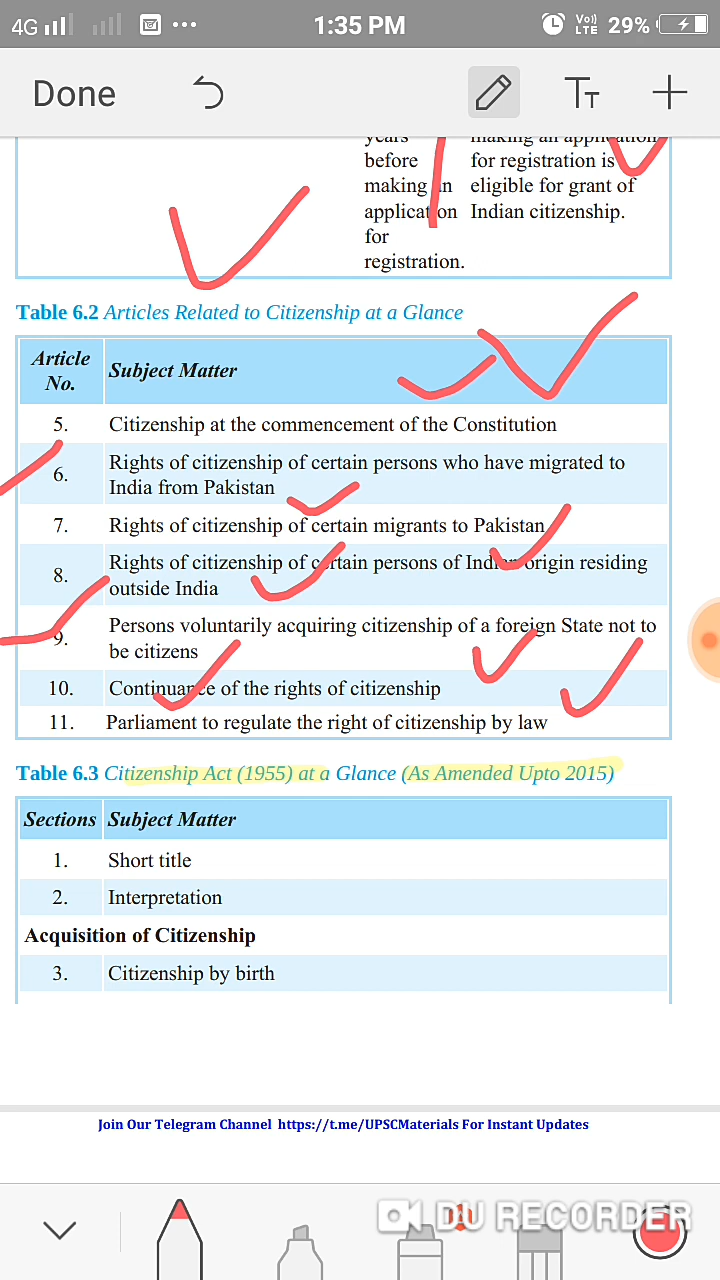 4G 1:35 PM Vo)) LTE 29%
Done TT
years making an application
before for registration is
making an eligible for grant of
application Indian citizenship.
for
registration.
Table 6.2 Articles Related to Citizenship at a Glance
Article No. Subject Matter
5. Citizenship at the commencement of the Constitution
6. Rights of citizenship of certain persons who have migrated to
India from Pakistan
7. Rights of citizenship of certain migrants to Pakistan
8. Rights of citizenship of certain persons of Indian origin residing
outside India
9. Persons voluntarily acquiring citizenship of a foreign State not to
be citizens
10. Continuance of the rights of citizenship
11. Parliament to regulate the right of citizenship by law
Table 6.3 Citizenship Act (1955) at a Glance (As Amended Upto 2015)
Sections Subject Matter
1. Short title
2. Interpretation
Acquisition of Citizenship
3. Citizenship by birth
Join Our Telegram Channel https://t.me/UPSCMaterials For Instant Updates
DU RECORDER